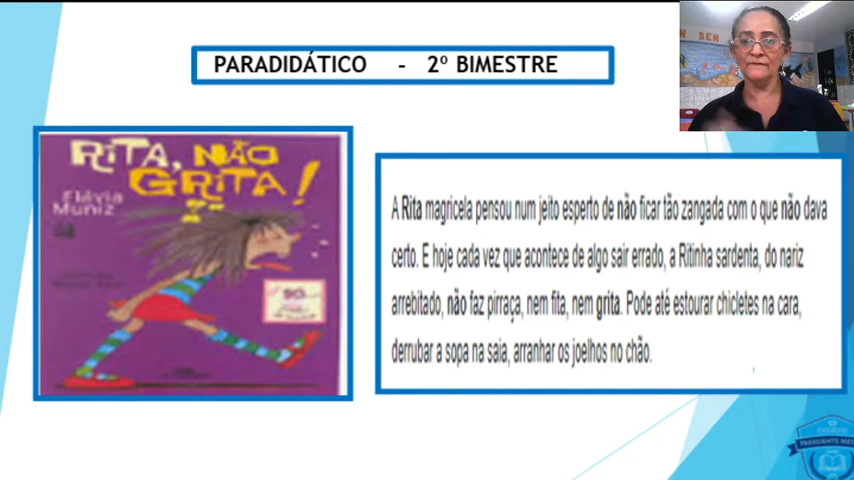 PARADIDÁTICO - 2º BIMESTRE
RITA, NÃO
GRITA!
Flávia
Muniz
A Rita magricela pensou num jeito esperto de não ficar tão zangada com o que não dava
certo. E hoje cada vez que acontece de algo sair errado, a Ritinha sardenta, do nariz
arrebitado, não faz pirraça, nem fita, nem grita. Pode até estourar chicletes na cara,
derrubar a sopa na saia, arranhar os joelhos no chão.
COLÉGIO